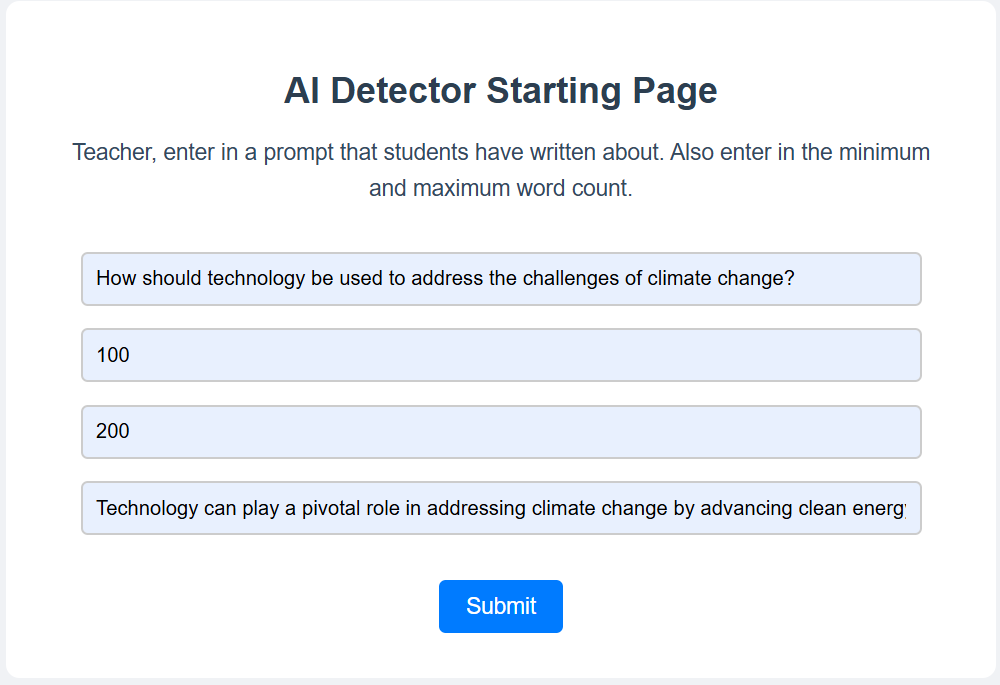 AI Detector Starting Page
Teacher, enter in a prompt that students have written about. Also enter in the minimum
and maximum word count.
How should technology be used to address the challenges of climate change?
100
200
Technology can play a pivotal role in addressing climate change by advancing clean energy
Submit